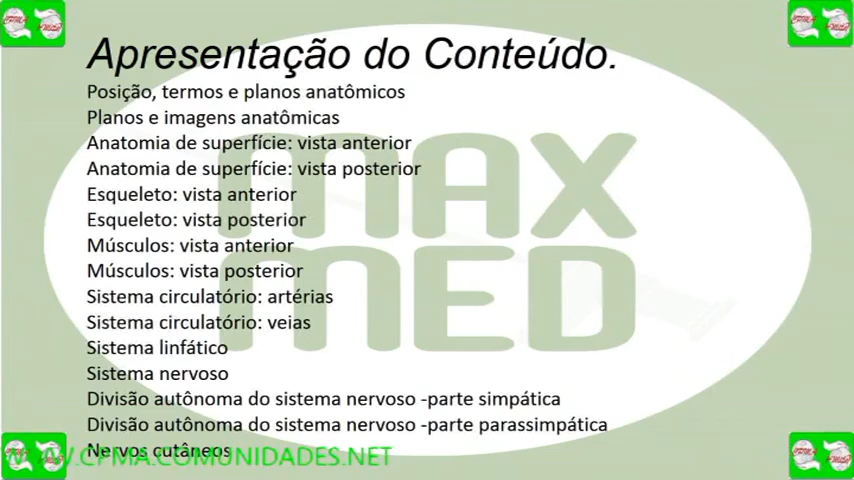 Apresentação do Conteúdo.
Posição, termos e planos anatômicos
Planos e imagens anatômicas
Anatomia de superfície: vista anterior
Anatomia de superfície: vista posterior
Esqueleto: vista anterior
Esqueleto: vista posterior
Músculos: vista anterior
Músculos: vista posterior
Sistema circulatório: artérias
Sistema circulatório: veias
Sistema linfático
Sistema nervoso
Divisão autônoma do sistema nervoso -parte simpática
Divisão autônoma do sistema nervoso -parte parassimpática
Nervos cutâneos
WWW.CFMA.COMUNIDADES.NET
MAX
MED